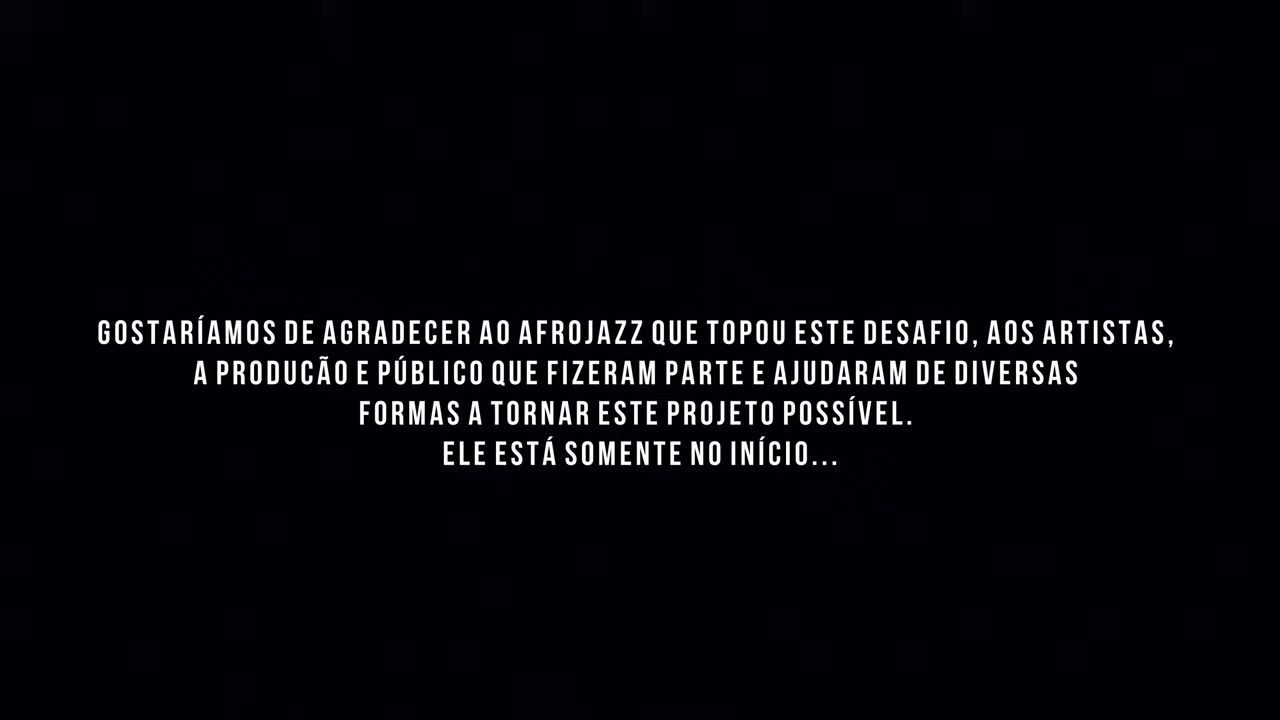 GOSTARÍAMOS DE AGRADECER AO AFROJAZZ QUE TOPOU ESTE DESAFIO, AOS ARTISTAS,
A PRODUCÃO E PÚBLICO QUE FIZERAM PARTE E AJUDARAM DE DIVERSAS
FORMAS A TORNAR ESTE PROJETO POSSÍVEL.
ELE ESTÁ SOMENTE NO INÍCIO...